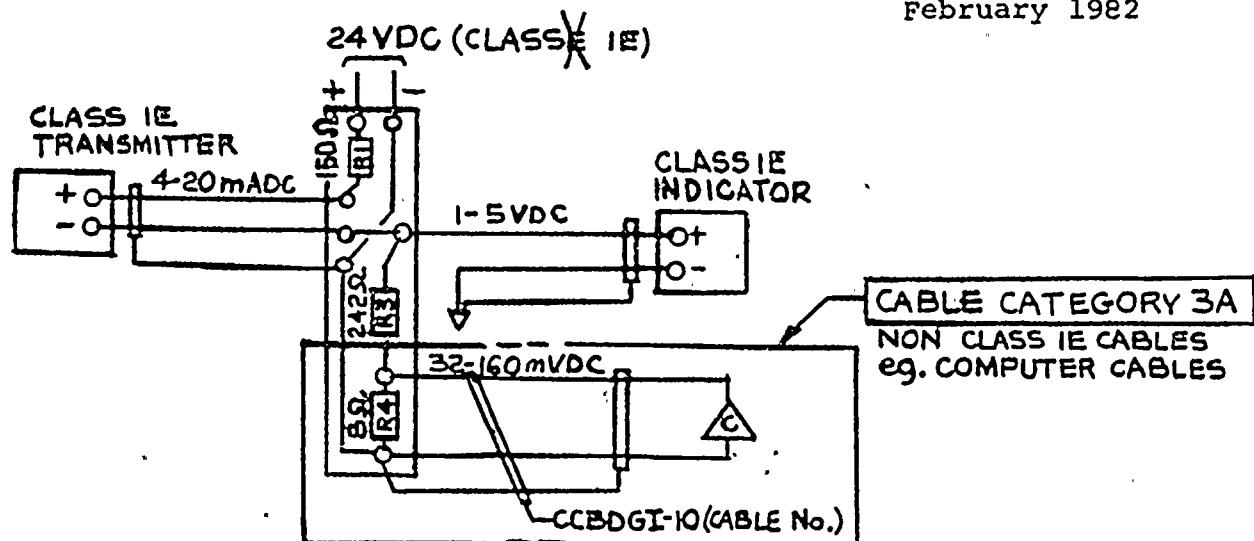 February 1982
24VDC (CLASSE IE)
+ -
CLASS IE
TRANSMITTER
+
-
4-20mADC
150Ω
R1
1-5VDC
CLASS IE
INDICATOR
+
-
242Ω
R3
CABLE CATEGORY 3A
NON CLASS IE CABLES
eg. COMPUTER CABLES
32-160mVDC
8Ω
R4
C
CCBDGI-10 (CABLE No.)